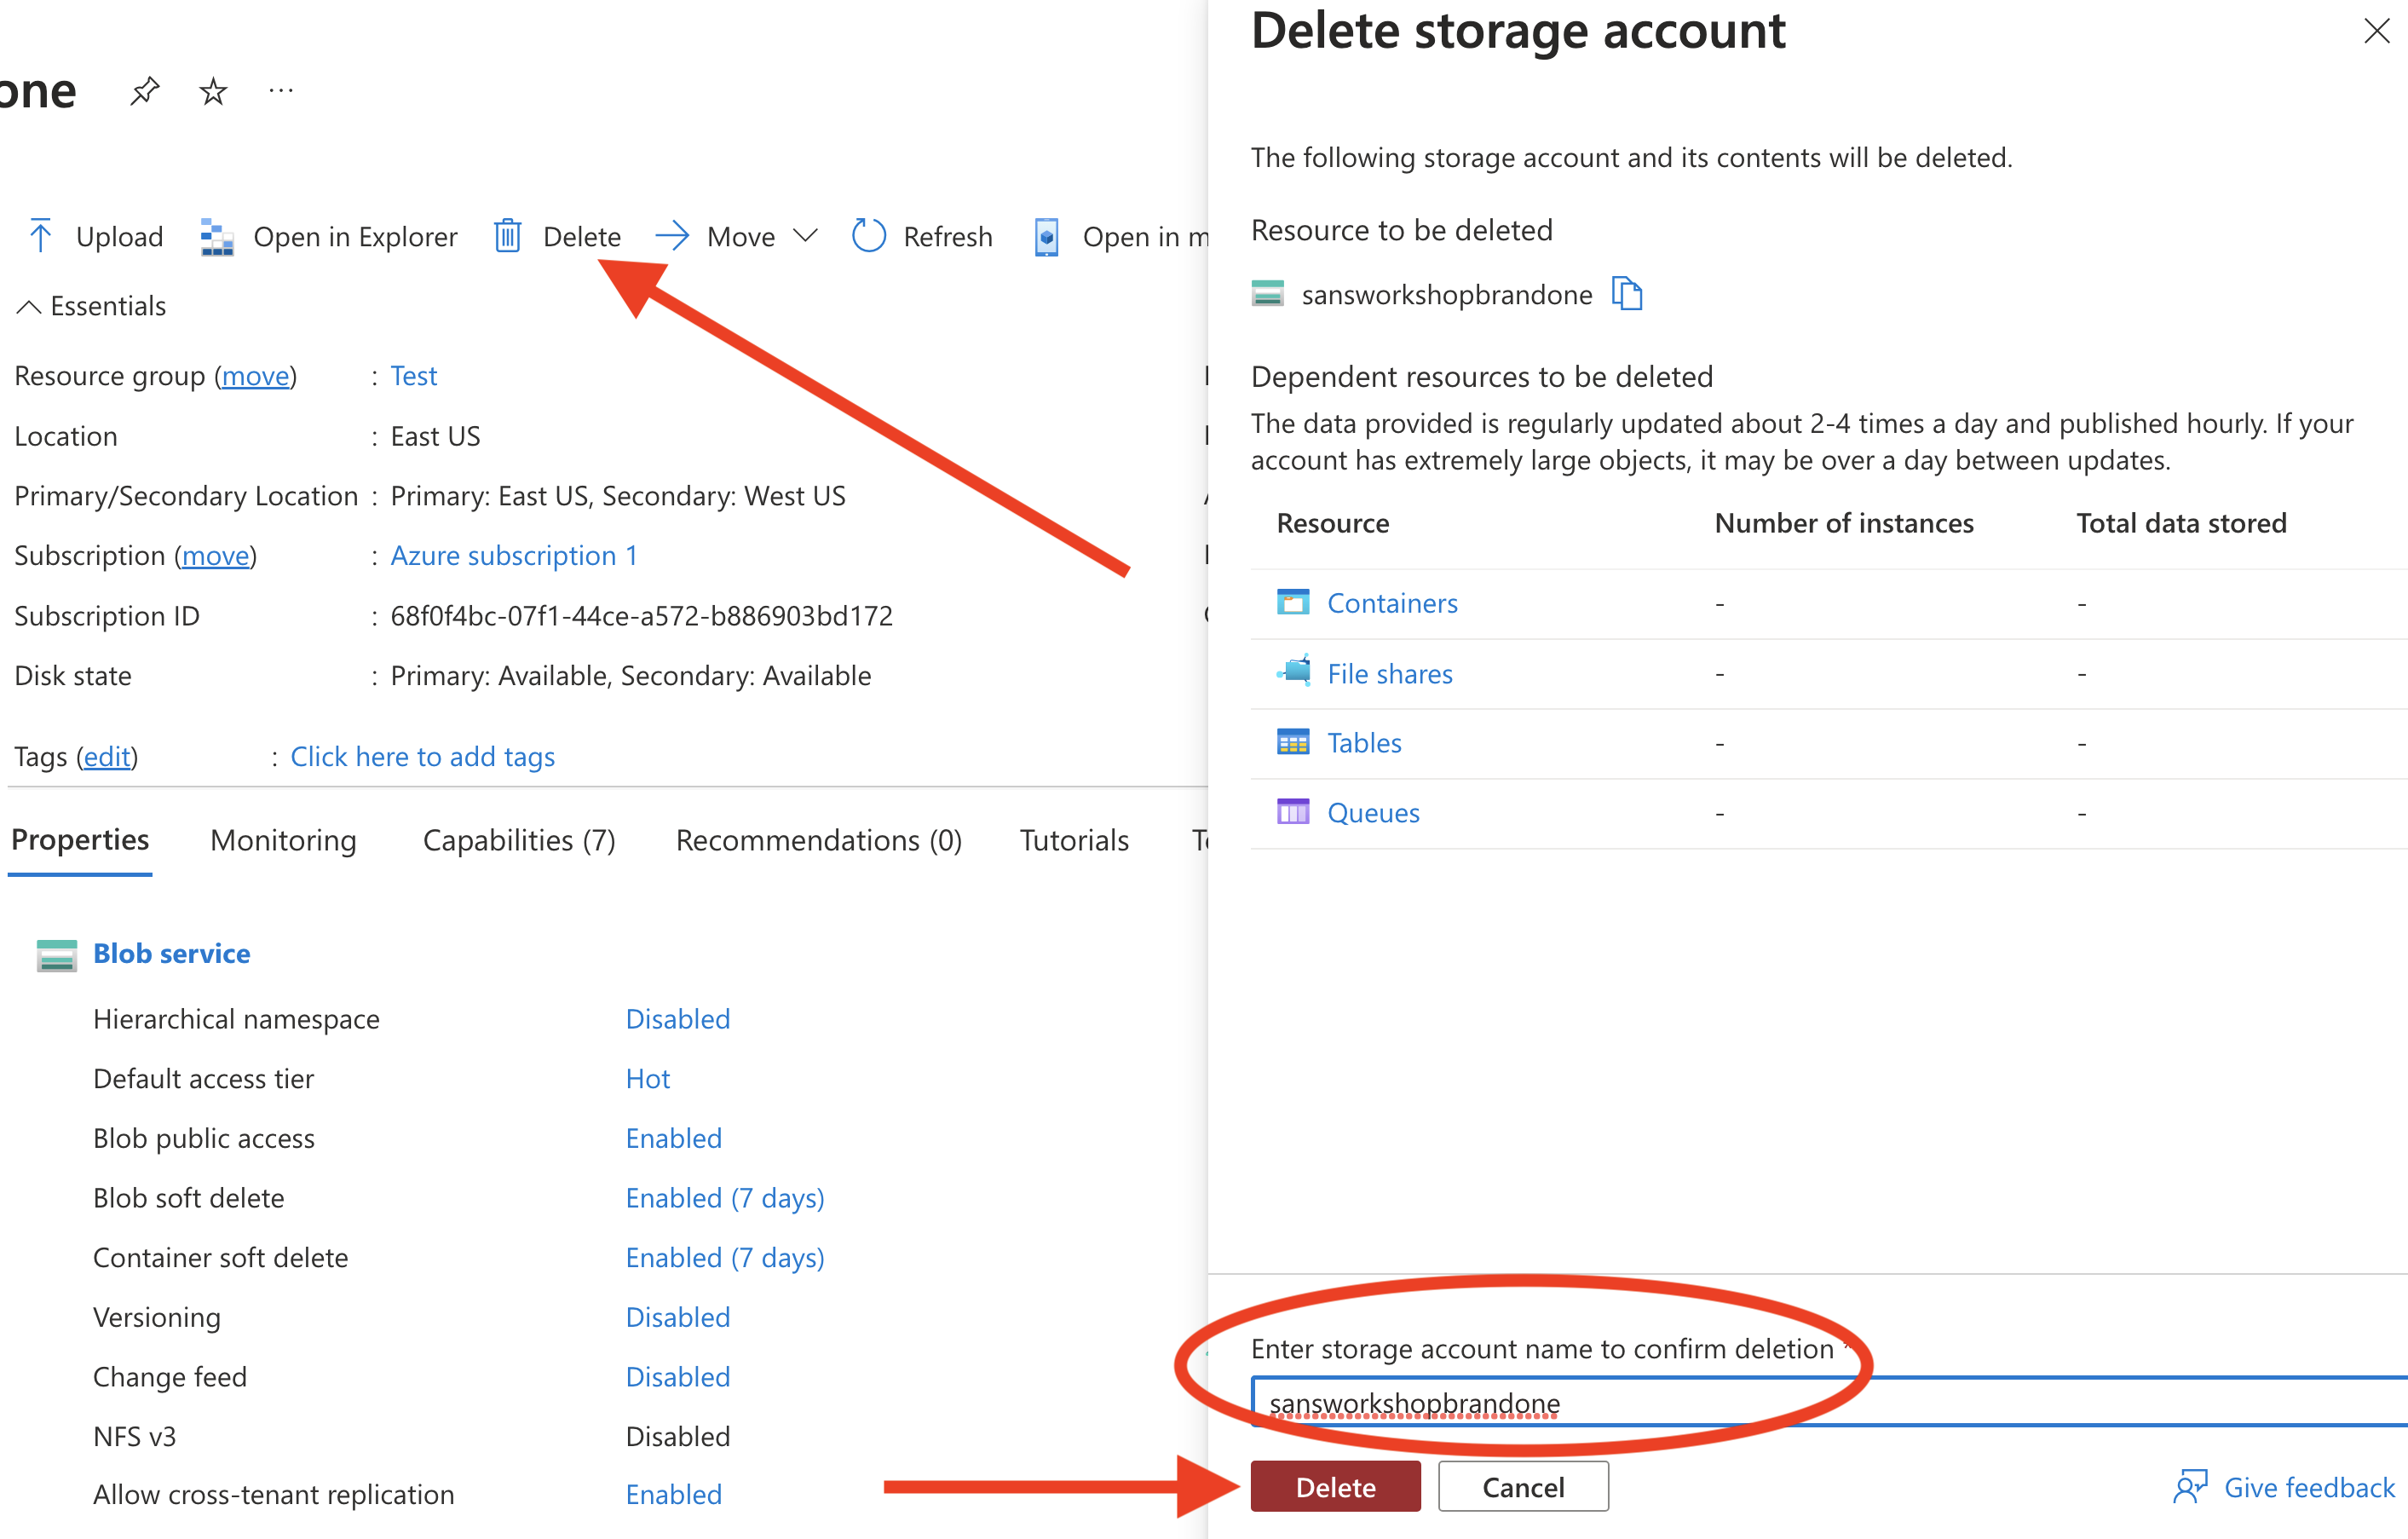 one
Upload Open in Explorer Delete Move Refresh Open in m
Essentials
Resource group (move) : Test
Location : East US
Primary/Secondary Location : Primary: East US, Secondary: West US
Subscription (move) : Azure subscription 1
Subscription ID : 68f0f4bc-07f1-44ce-a572-b886903bd172
Disk state : Primary: Available, Secondary: Available
Tags (edit) : Click here to add tags
Properties Monitoring Capabilities (7) Recommendations (0) Tutorials
Blob service
Hierarchical namespace Disabled
Default access tier Hot
Blob public access Enabled
Blob soft delete Enabled (7 days)
Container soft delete Enabled (7 days)
Versioning Disabled
Change feed Disabled
NFS v3 Disabled
Allow cross-tenant replication Enabled
Delete storage account
The following storage account and its contents will be deleted.
Resource to be deleted
sansworkshopbrandone
Dependent resources to be deleted
The data provided is regularly updated about 2-4 times a day and published hourly. If your
account has extremely large objects, it may be over a day between updates.
Resource Number of instances Total data stored
Containers - -
File shares - -
Tables - -
Queues - -
Enter storage account name to confirm deletion *
sansworkshopbrandone
Delete Cancel
Give feedback